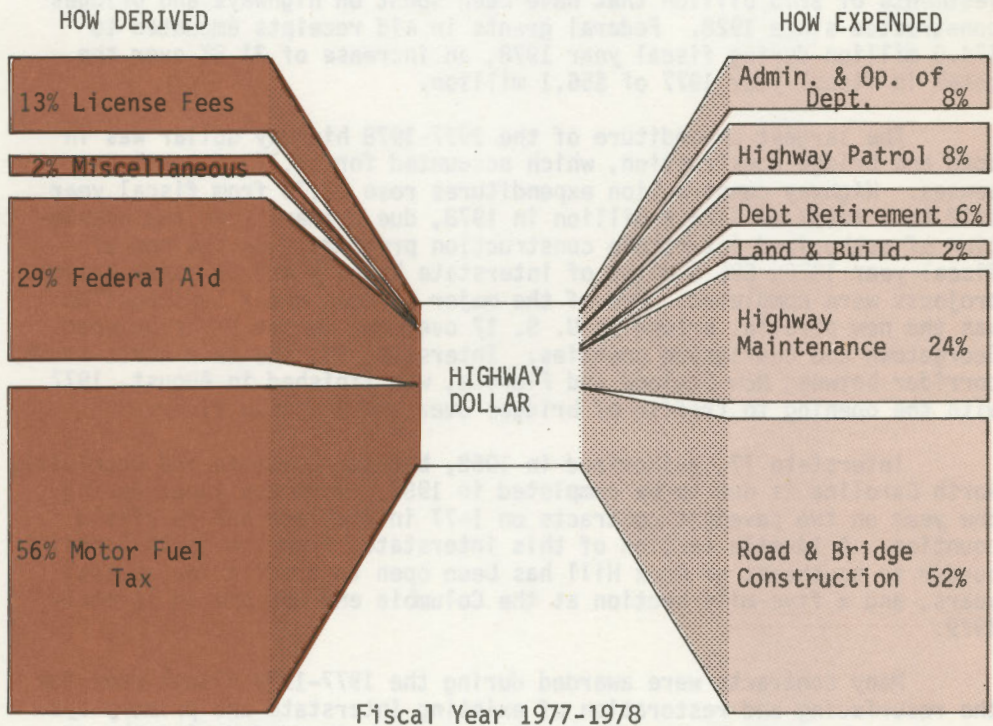 HOW DERIVED
HOW EXPENDED
13% License Fees
2% Miscellaneous
29% Federal Aid
56% Motor Fuel
Tax
HIGHWAY
DOLLAR
Admin. & Op. of
Dept. 8%
Highway Patrol 8%
Debt Retirement 6%
Land & Build. 2%
Highway
Maintenance 24%
Road & Bridge
Construction 52%
Fiscal Year 1977-1978